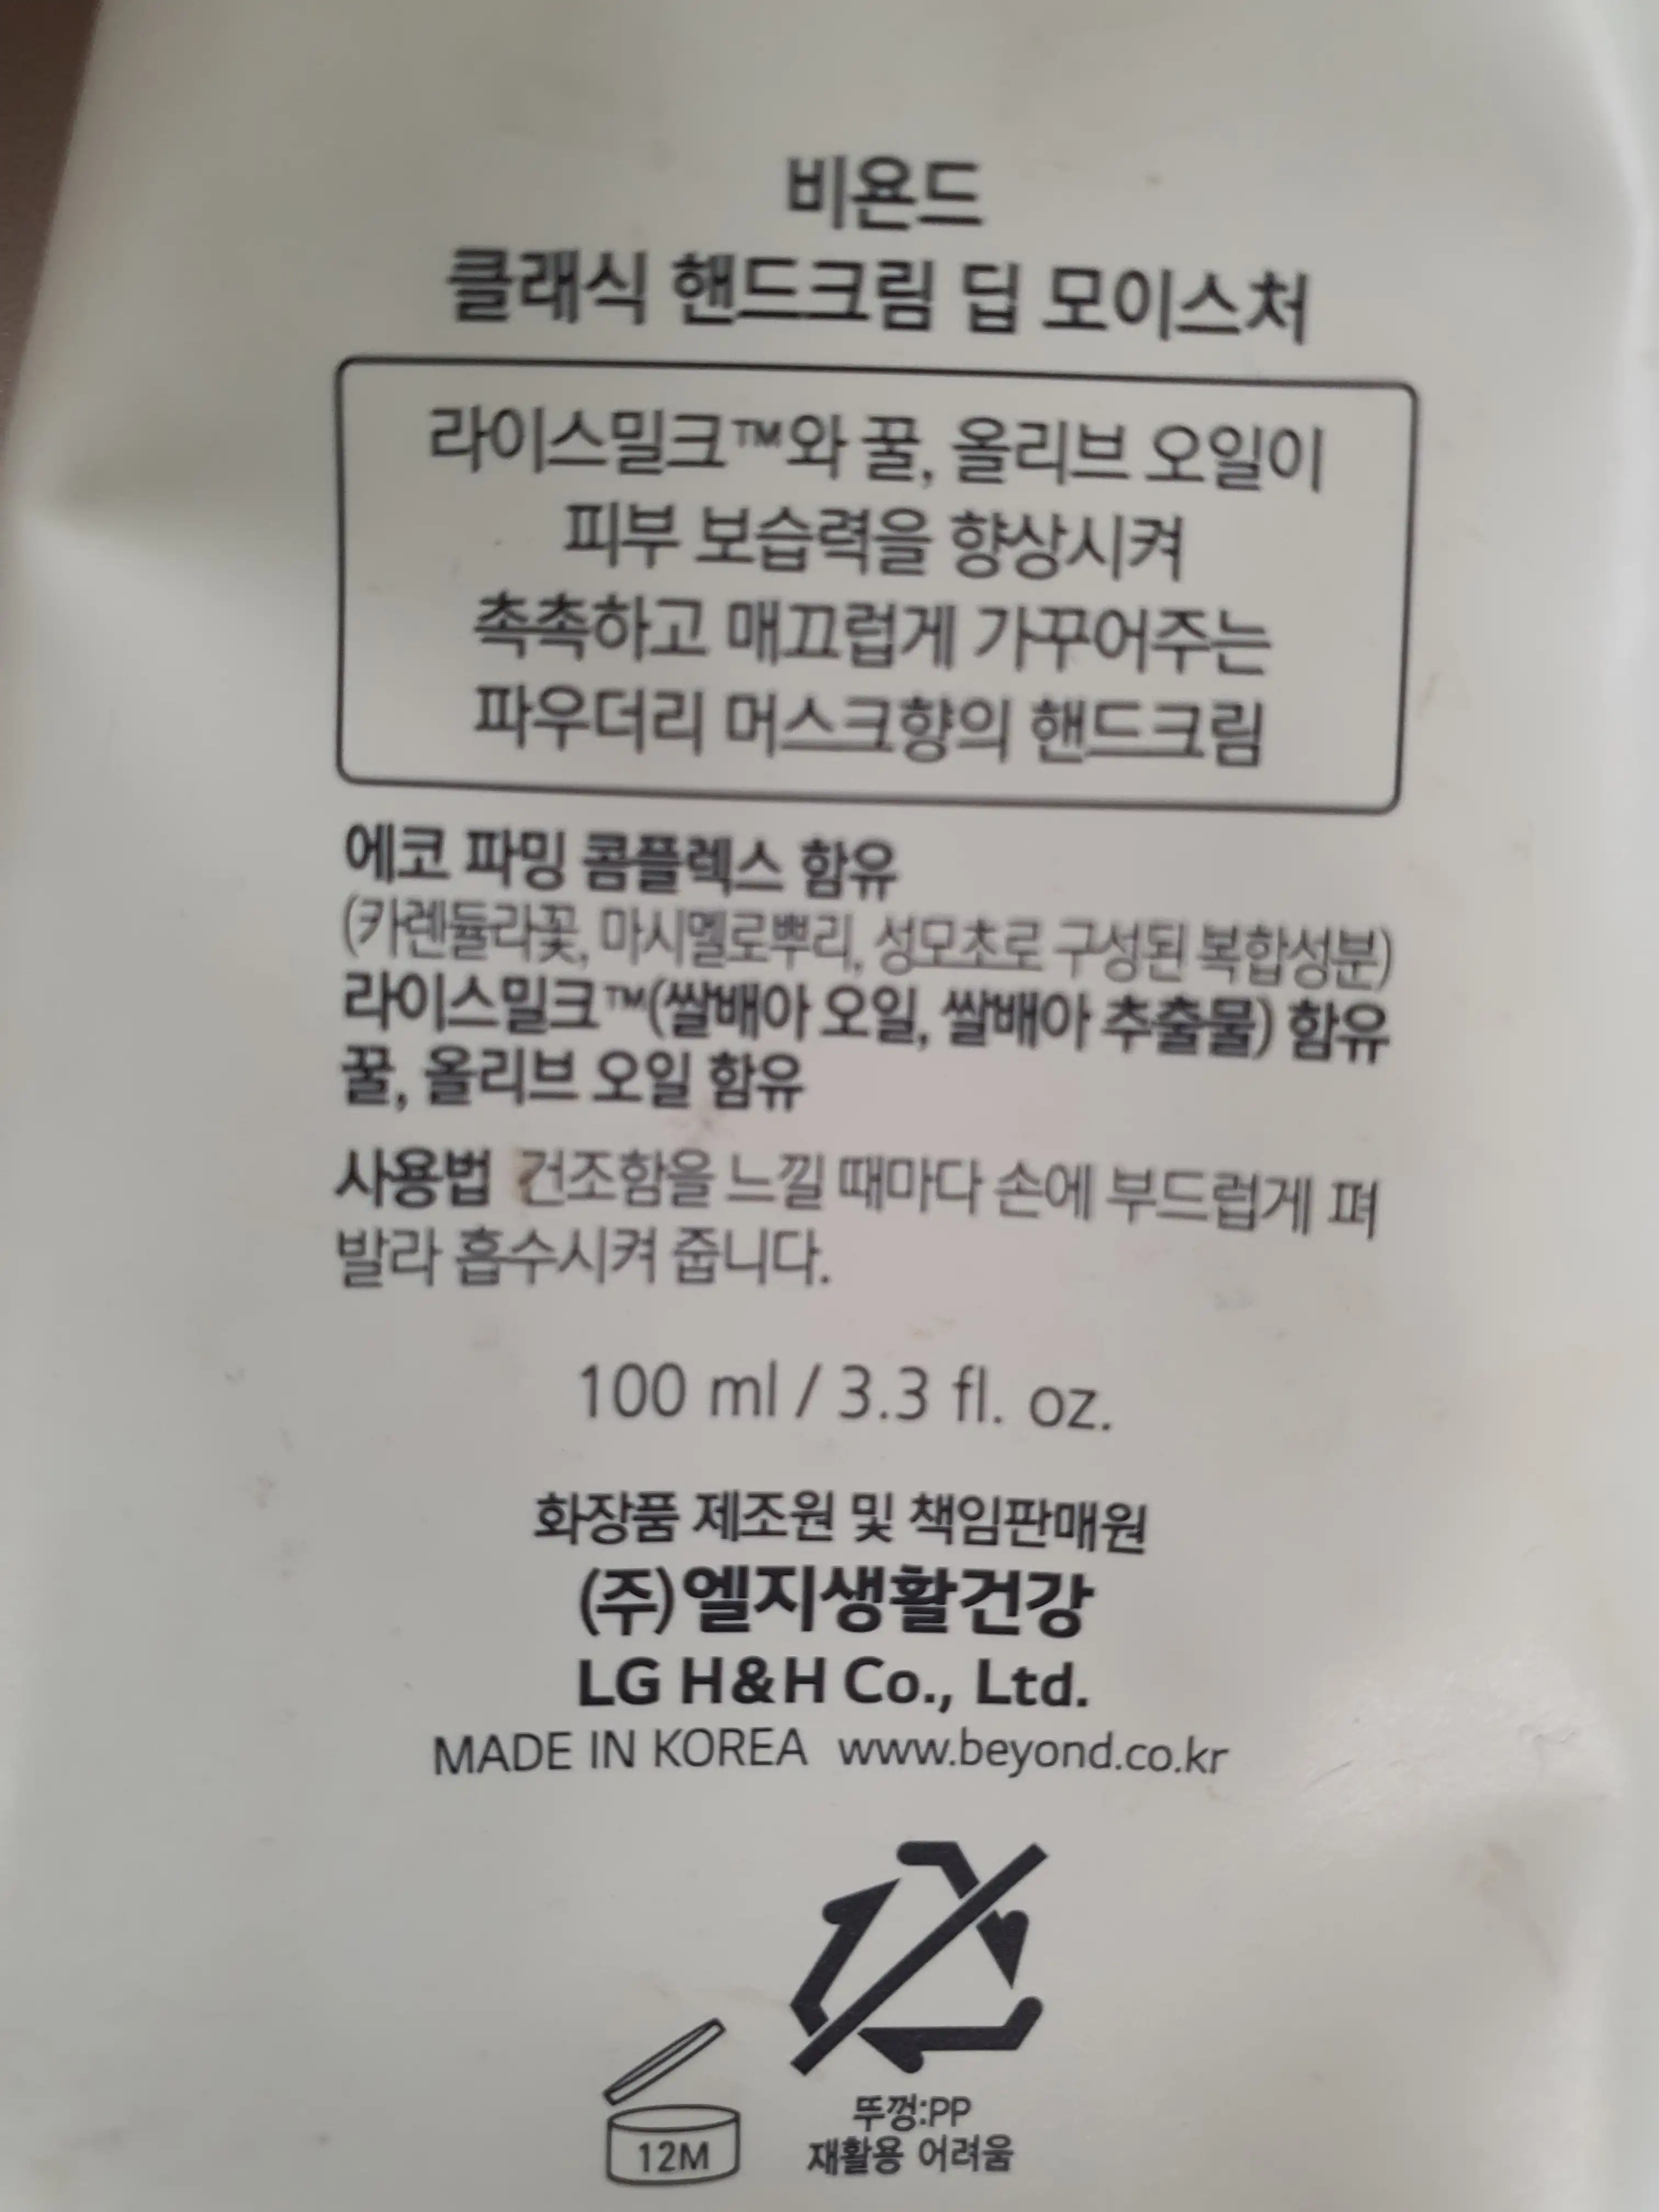 비욘드
클래식 핸드크림 딥 모이스처
라이스밀크™와 꿀, 올리브 오일이
피부 보습력을 향상시켜
촉촉하고 매끄럽게 가꾸어주는
파우더리 머스크향의 핸드크림
에코 파밍 콤플렉스 함유
(카렌듈라꽃, 마시멜로뿌리, 성모초로 구성된 복합성분)
라이스밀크™(쌀배아 오일, 쌀배아 추출물) 함유
꿀, 올리브 오일 함유
사용법 건조함을 느낄 때마다 손에 부드럽게 펴
발라 흡수시켜 줍니다.
100 ml / 3.3 fl. oz.
화장품 제조원 및 책임판매원
(주)엘지생활건강
LG H&H Co., Ltd.
MADE IN KOREA www.beyond.co.kr
12M
뚜껑:PP
재활용 어려움